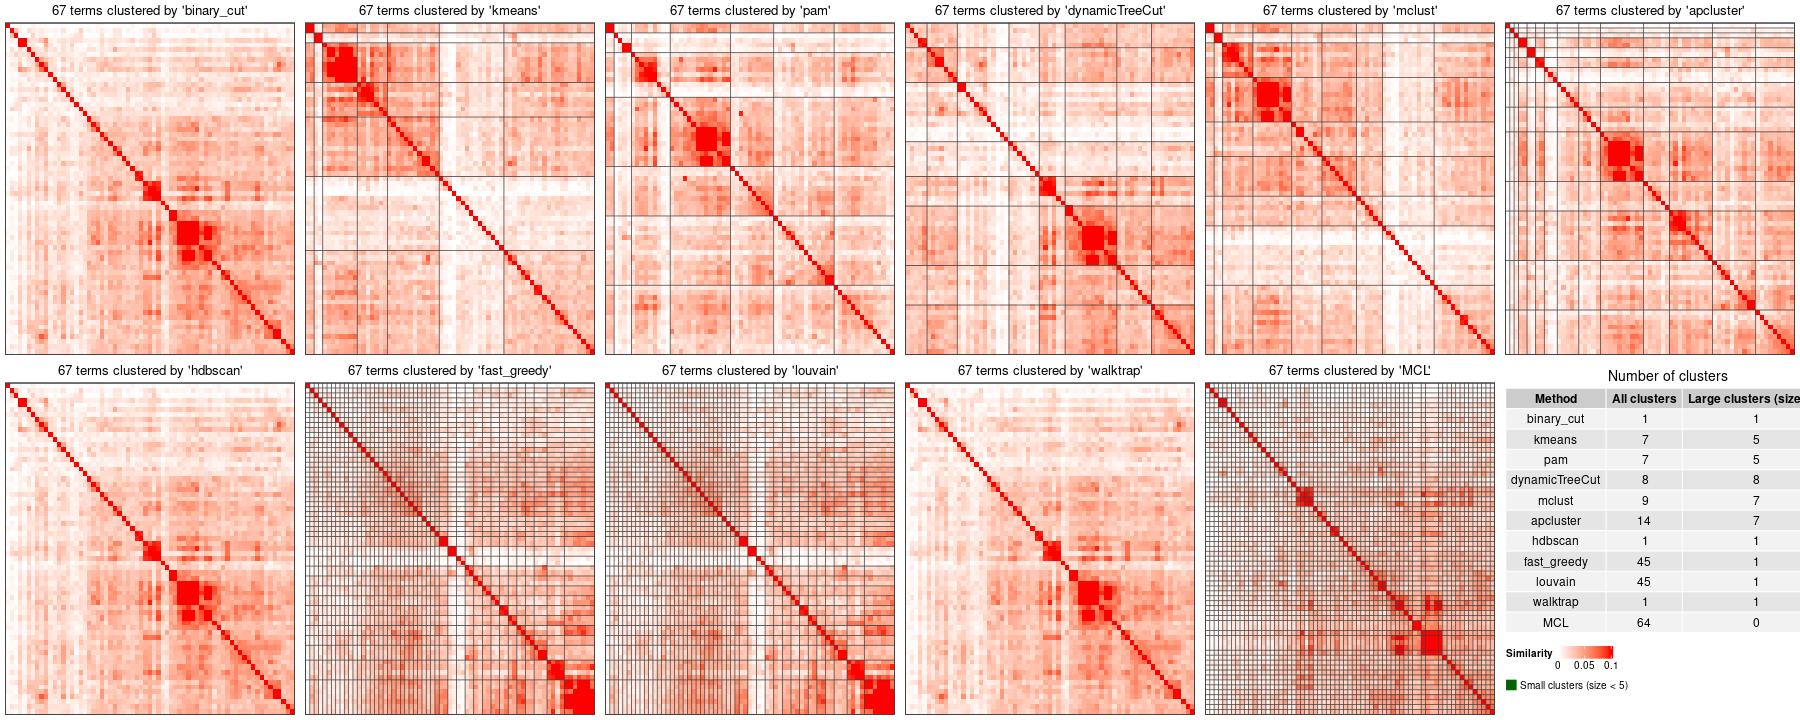 67 terms clustered by 'binary_cut'
67 terms clustered by 'kmeans'
67 terms clustered by 'pam'
67 terms clustered by 'dynamicTreeCut'
67 terms clustered by 'mclust'
67 terms clustered by 'apcluster'
67 terms clustered by 'hdbscan'
67 terms clustered by 'fast_greedy'
67 terms clustered by 'louvain'
67 terms clustered by 'walktrap'
67 terms clustered by 'MCL'
Number of clusters
Method All clusters Large clusters (size
binary_cut 1 1
kmeans 7 5
pam 7 5
dynamicTreeCut 8 8
mclust 9 7
apcluster 14 7
hdbscan 1 1
fast_greedy 45 1
louvain 45 1
walktrap 1 1
MCL 64 0
Similarity
0 0.05 0.1
Small clusters (size < 5)